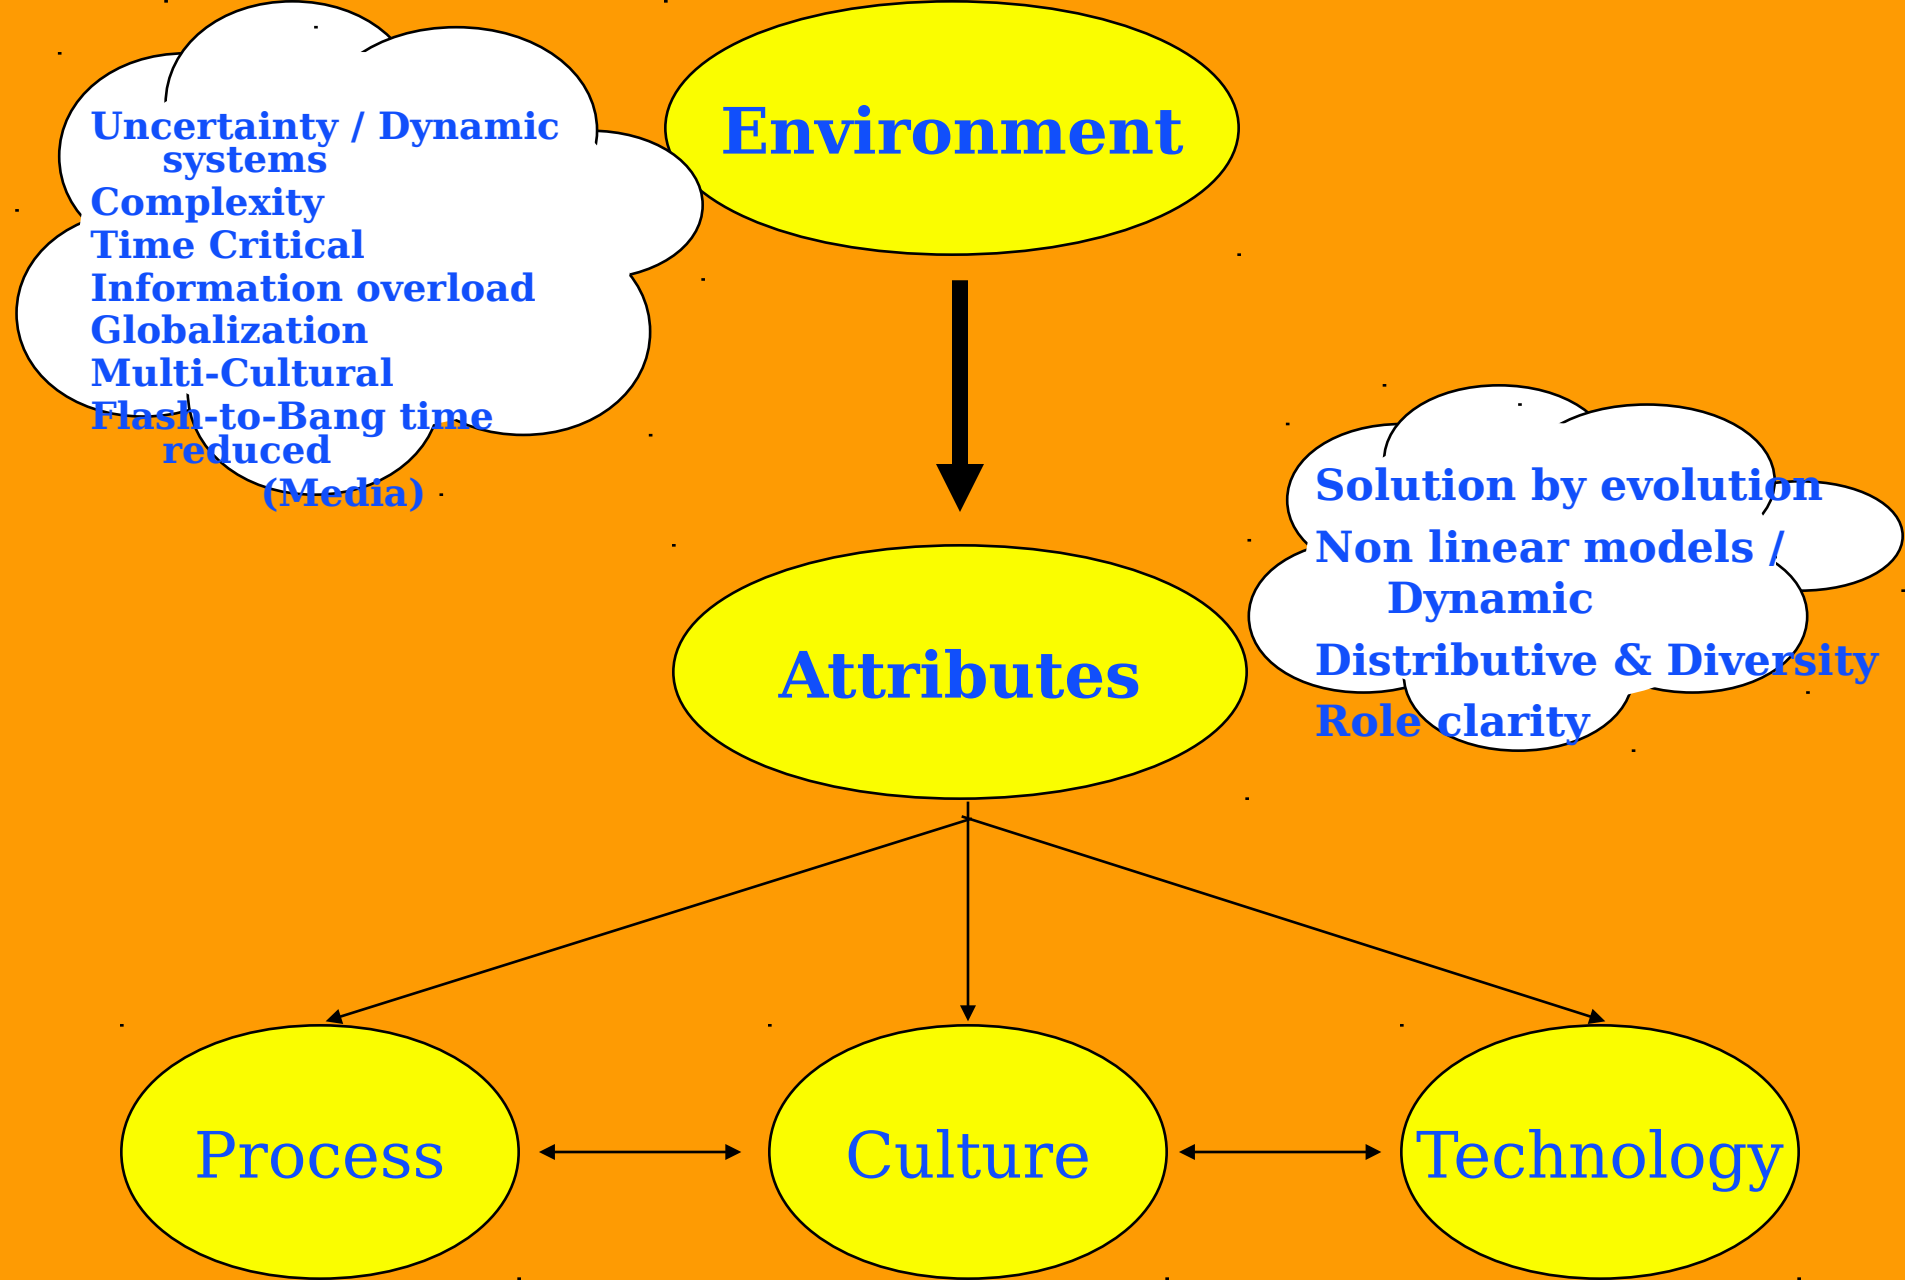 Environment
Uncertainty / Dynamic
systems
Complexity
Time Critical
Information overload
Globalization
Multi-Cultural
Flash-to-Bang time
reduced
(Media)
Solution by evolution
Non linear models /
Dynamic
Distributive & Diversity
Role clarity
Attributes
Process
Culture
Technology